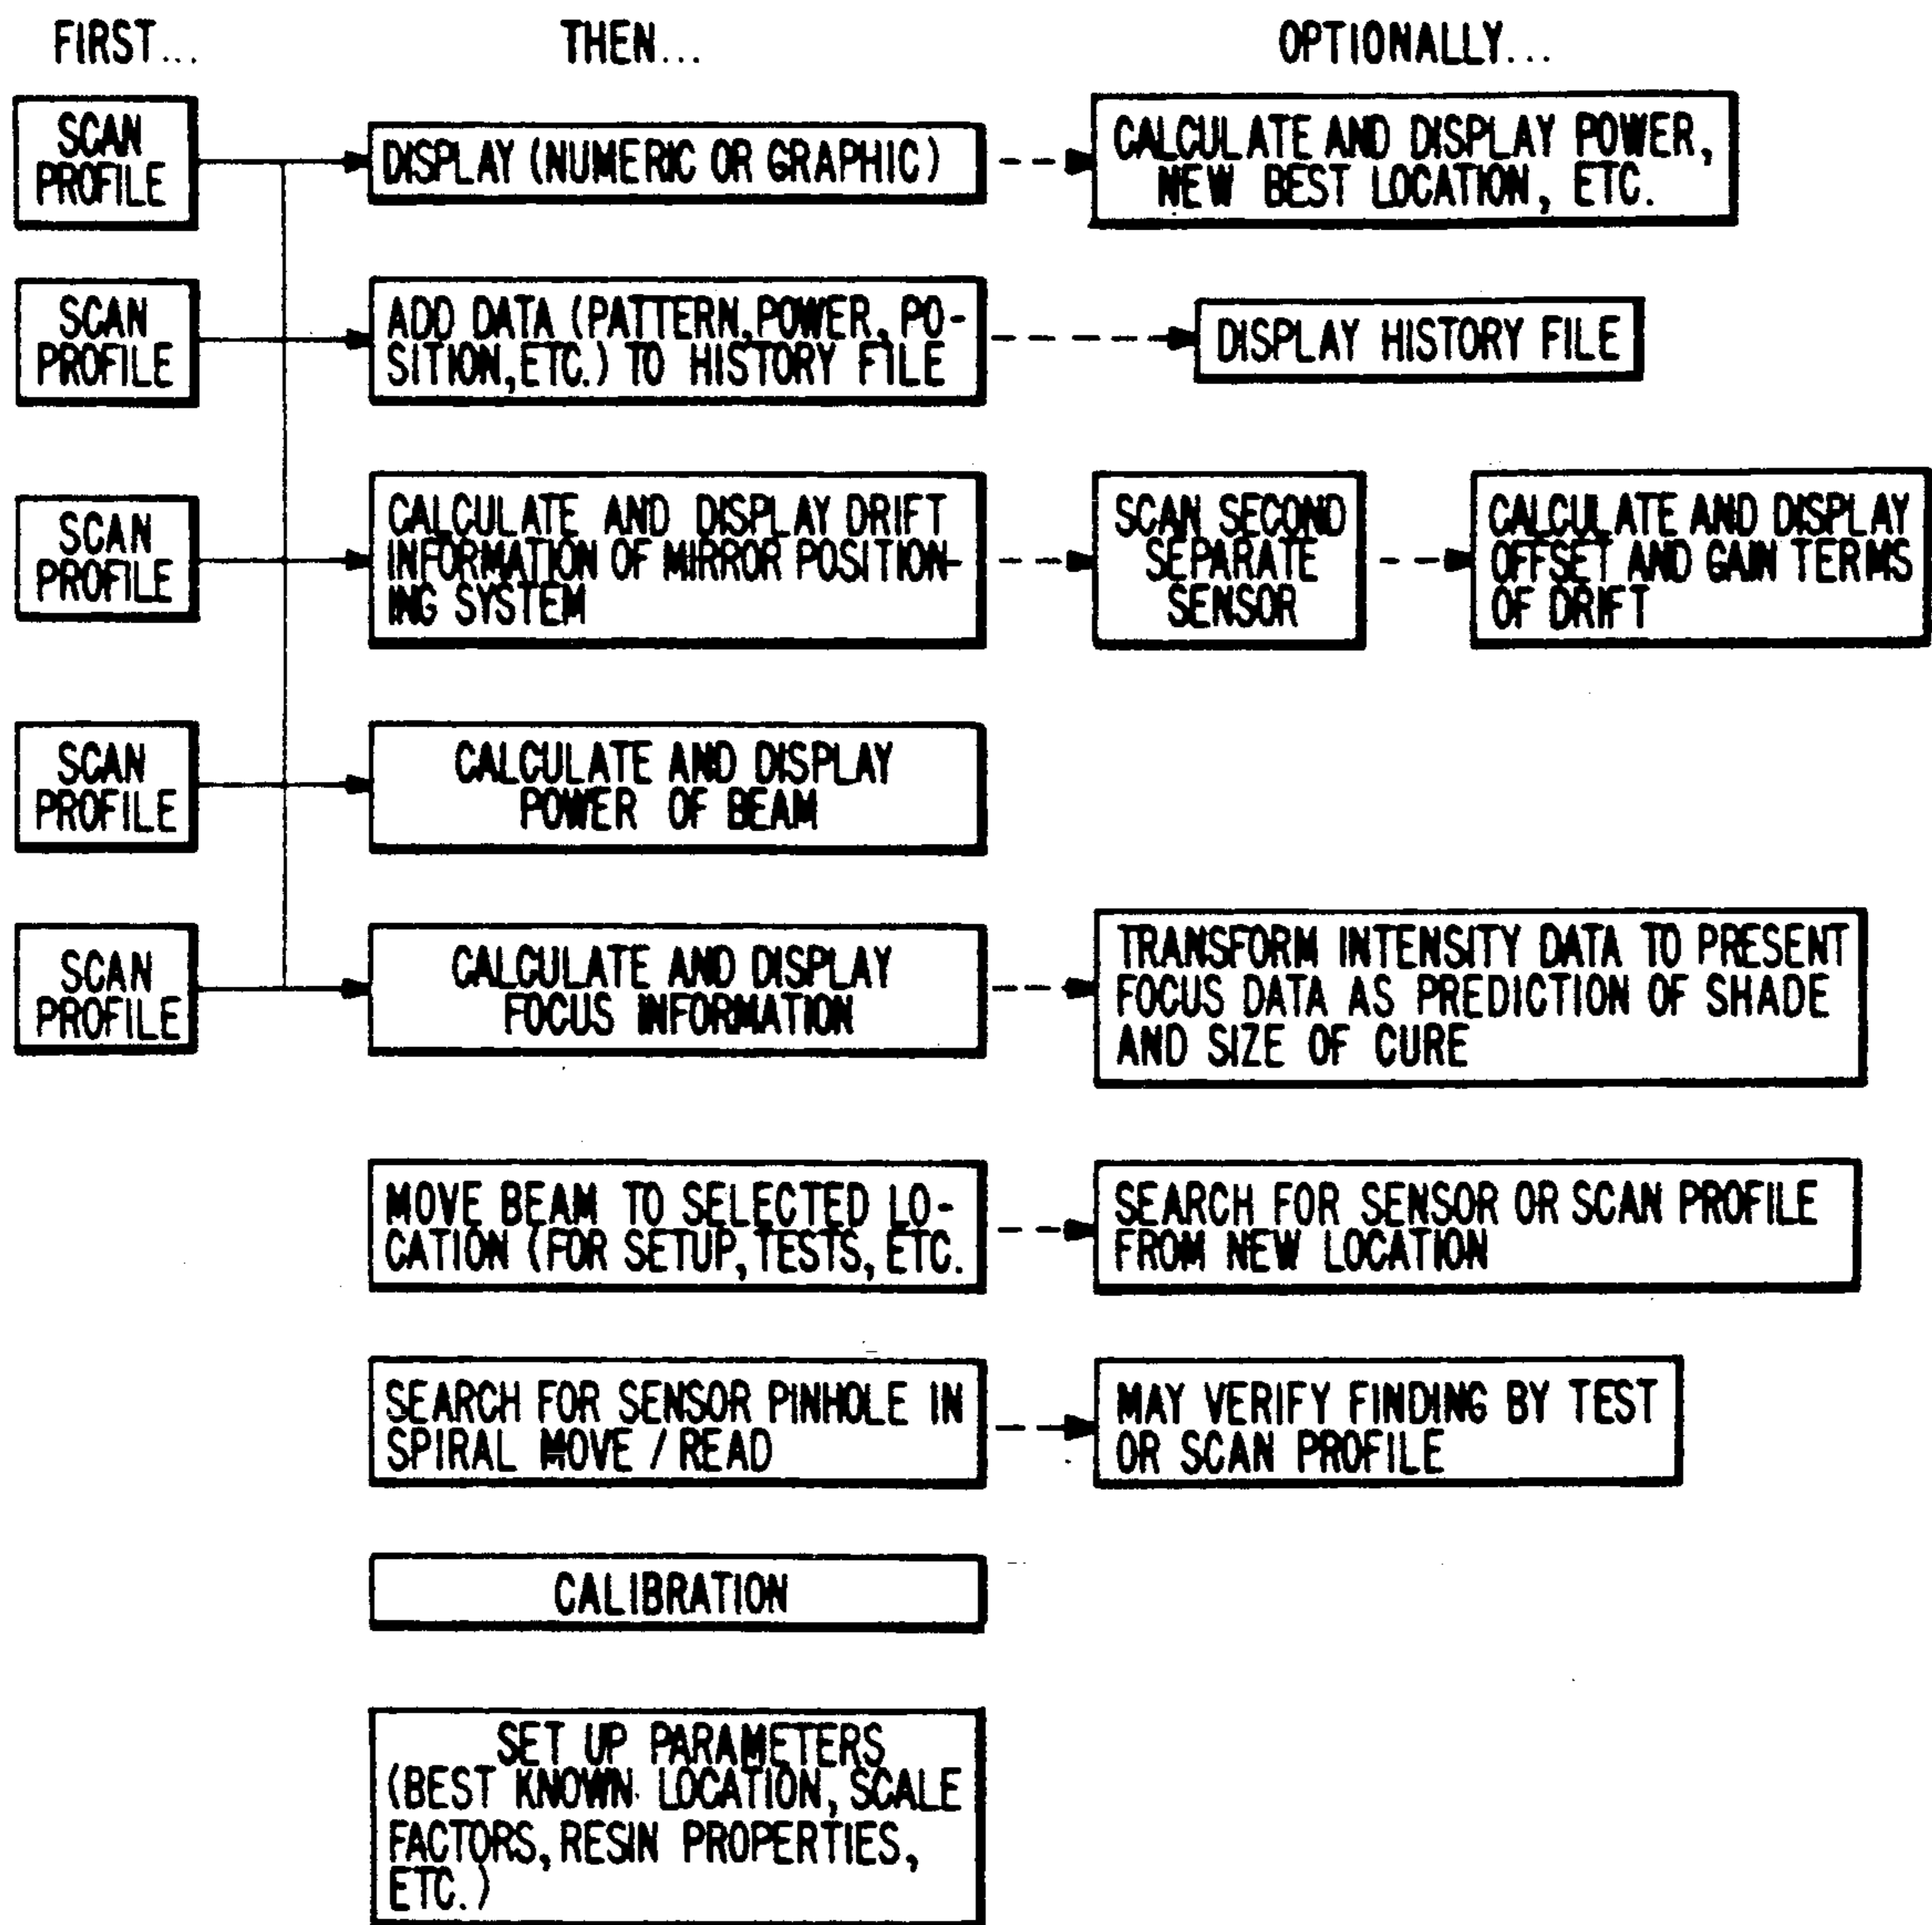 FIRST...
THEN...
OPTIONALLY...
SCAN
PROFILE
DISPLAY (NUMERIC OR GRAPHIC)
CALCULATE AND DISPLAY POWER,
NEW BEST LOCATION, ETC.
SCAN
PROFILE
ADD DATA (PATTERN, POWER, PO-
SITION, ETC.) TO HISTORY FILE
DISPLAY HISTORY FILE
SCAN
PROFILE
CALCULATE AND DISPLAY DRIFT
INFORMATION OF MIRROR POSITION-
ING SYSTEM
SCAN SECOND
SEPARATE
SENSOR
CALCULATE AND DISPLAY
OFFSET AND GAIN TERMS
OF DRIFT
SCAN
PROFILE
CALCULATE AND DISPLAY
POWER OF BEAM
SCAN
PROFILE
CALCULATE AND DISPLAY
FOCUS INFORMATION
TRANSFORM INTENSITY DATA TO PRESENT
FOCUS DATA AS PREDICTION OF SHADE
AND SIZE OF CURE
MOVE BEAM TO SELECTED LO-
CATION (FOR SETUP, TESTS, ETC.
SEARCH FOR SENSOR OR SCAN PROFILE
FROM NEW LOCATION
SEARCH FOR SENSOR PINHOLE IN
SPIRAL MOVE / READ
MAY VERIFY FINDING BY TEST
OR SCAN PROFILE
CALIBRATION
SET UP PARAMETERS
(BEST KNOWN LOCATION, SCALE
FACTORS, RESIN PROPERTIES,
ETC.)